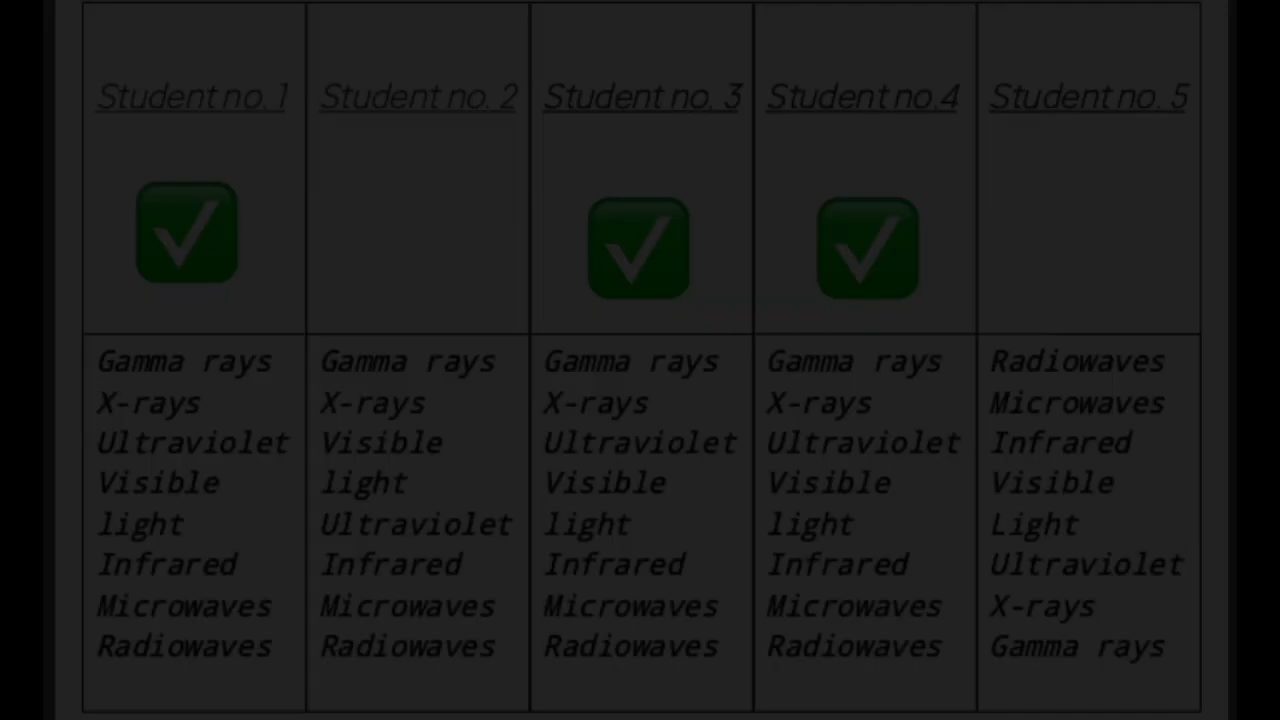 Student no. 1
Student no. 2
Student no. 3
Student no.4
Student no. 5
Gamma rays
X-rays
Ultraviolet
Visible
light
Infrared
Microwaves
Radiowaves
Gamma rays
X-rays
Visible
light
Ultraviolet
Infrared
Microwaves
Radiowaves
Gamma rays
X-rays
Ultraviolet
Visible
light
Infrared
Microwaves
Radiowaves
Gamma rays
X-rays
Ultraviolet
Visible
light
Infrared
Microwaves
Radiowaves
Radiowaves
Microwaves
Infrared
Visible
Light
Ultraviolet
X-rays
Gamma rays